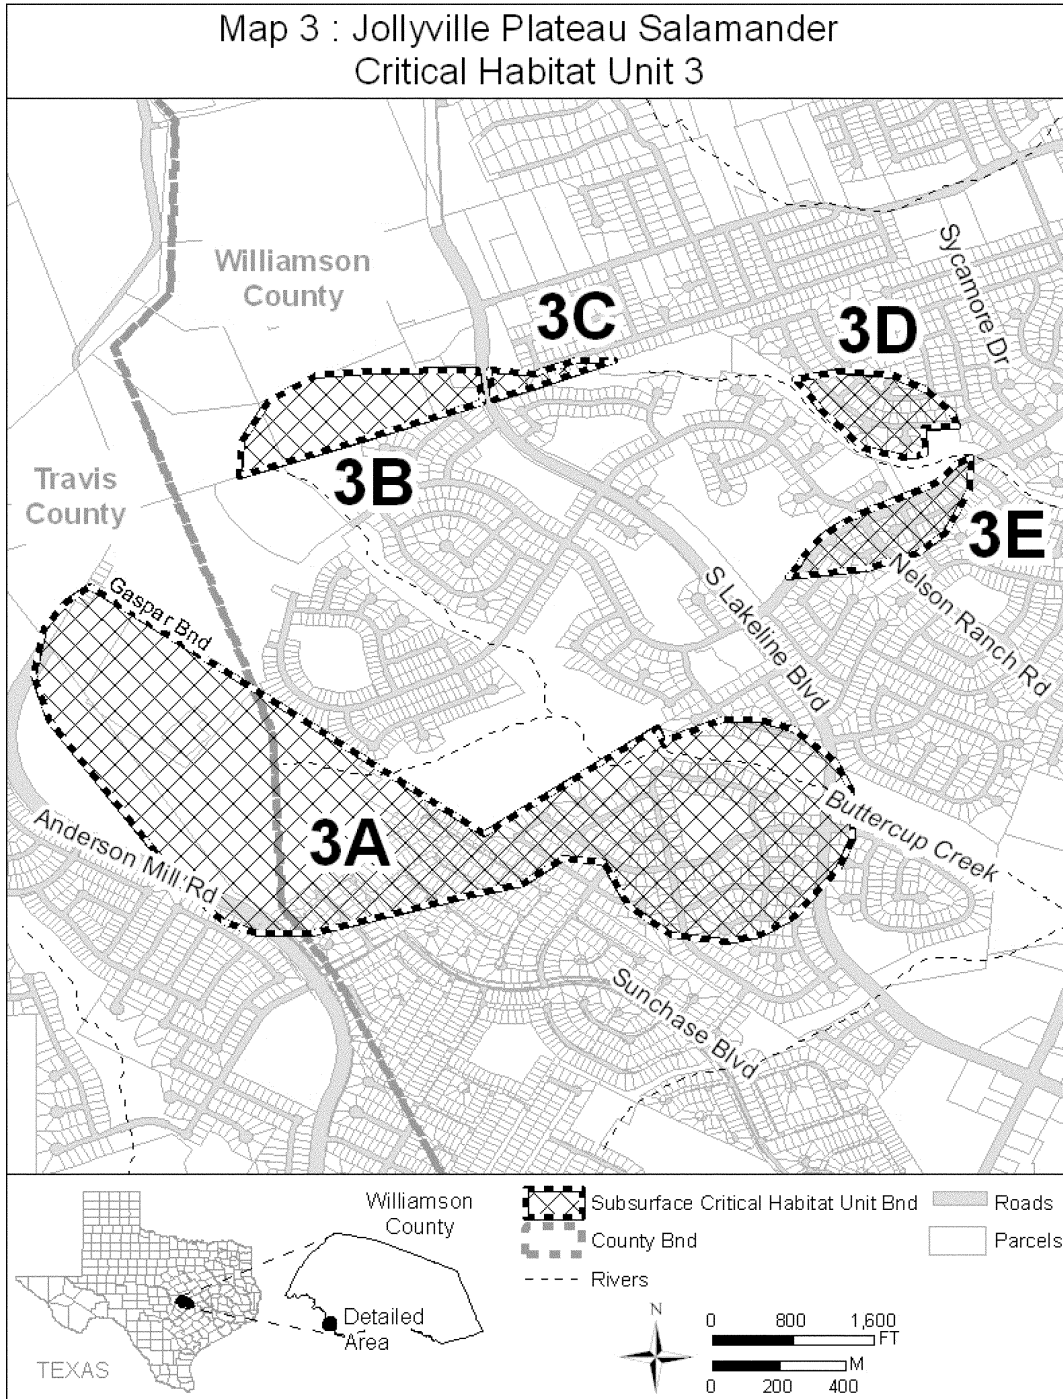 Map 3 : Jollyville Plateau Salamander
Critical Habitat Unit 3
Sycamore Dr
Williamson
County
3C
3D
Travis
County
3B
3E
Gaspar Bnd
S Lakeline Blvd
Nelson Ranch Rd
Anderson Mill Rd
3A
Buttercup Creek
Sunchase Blvd
Williamson
County
Detailed
Area
TEXAS
Subsurface Critical Habitat Unit Bnd
County Bnd
Rivers
Roads
Parcels
N
0 800 1,600
FT
M
0 200 400